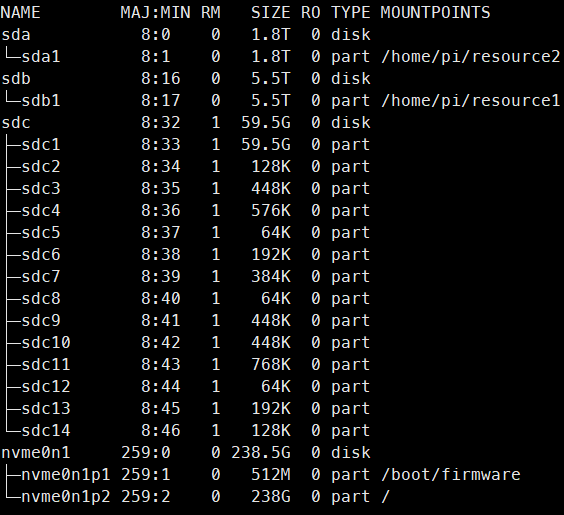 NAME        MAJ:MIN RM   SIZE RO TYPE MOUNTPOINTS
sda           8:0    0   1.8T  0 disk
└─sda1        8:1    0   1.8T  0 part /home/pi/resource2
sdb           8:16   0   5.5T  0 disk
└─sdb1        8:17   0   5.5T  0 part /home/pi/resource1
sdc           8:32   1  59.5G  0 disk
├─sdc1        8:33   1  59.5G  0 part
├─sdc2        8:34   1   128K  0 part
├─sdc3        8:35   1   448K  0 part
├─sdc4        8:36   1   576K  0 part
├─sdc5        8:37   1    64K  0 part
├─sdc6        8:38   1   192K  0 part
├─sdc7        8:39   1   384K  0 part
├─sdc8        8:40   1    64K  0 part
├─sdc9        8:41   1   448K  0 part
├─sdc10       8:42   1   448K  0 part
├─sdc11       8:43   1   768K  0 part
├─sdc12       8:44   1    64K  0 part
├─sdc13       8:45   1   192K  0 part
└─sdc14       8:46   1   128K  0 part
nvme0n1     259:0    0 238.5G  0 disk
├─nvme0n1p1 259:1    0   512M  0 part /boot/firmware
└─nvme0n1p2 259:2    0   238G  0 part /